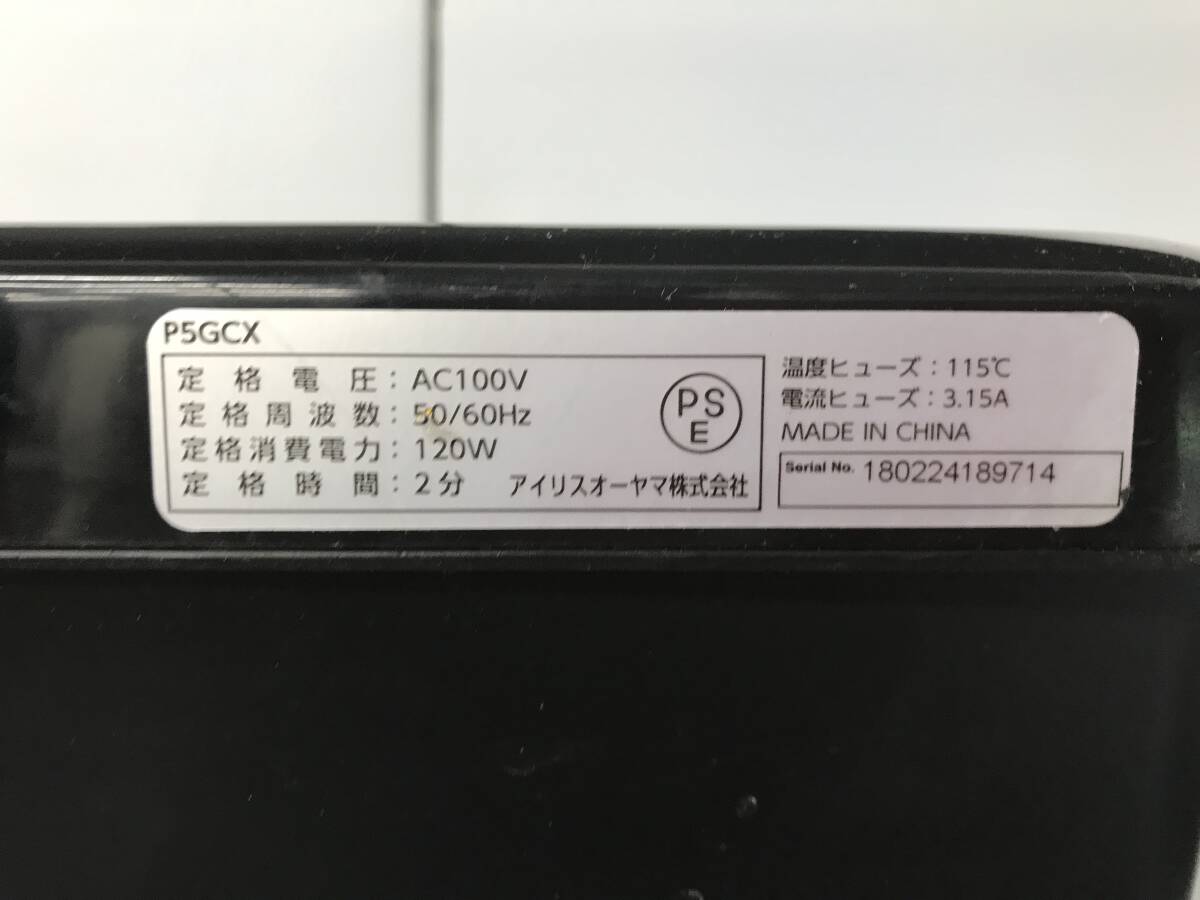 P5GCX
定格電圧：AC100V
定格周波数：50/60Hz
定格消費電力：120W
定格時間：2分
アイリスオーヤマ株式会社
PS
E
温度ヒューズ：115℃
電流ヒューズ：3.15A
MADE IN CHINA
Serial No. 180224189714